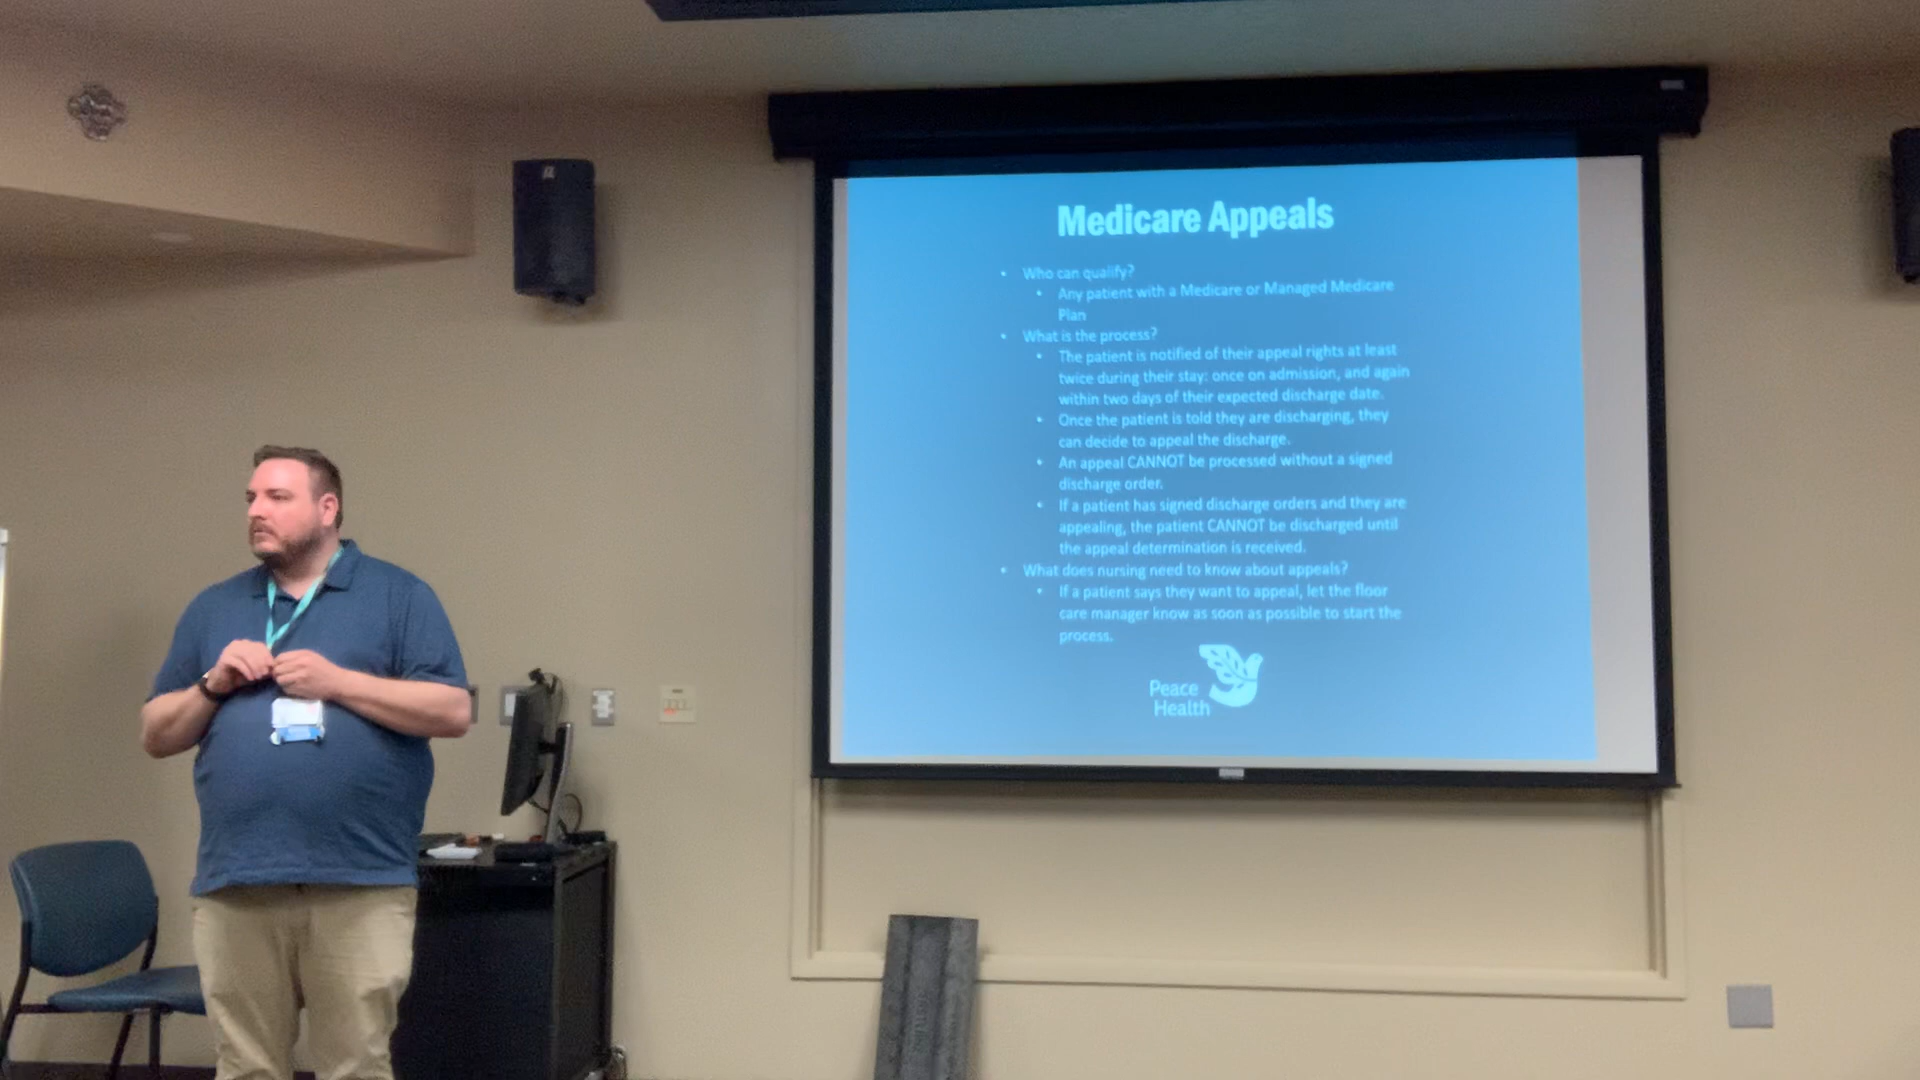 Medicare Appeals
• Who can qualify?
• Any patient with a Medicare or Managed Medicare
Plan
• What is the process?
• The patient is notified of their appeal rights at least
twice during their stay: once on admission, and again
within two days of their expected discharge date.
• Once the patient is told they are discharging, they
can decide to appeal the discharge.
• An appeal CANNOT be processed without a signed
discharge order.
• If a patient has signed discharge orders and they are
appealing, the patient CANNOT be discharged until
the appeal determination is received.
• What does nursing need to know about appeals?
• If a patient says they want to appeal, let the floor
care manager know as soon as possible to start the
process.
Peace
Health